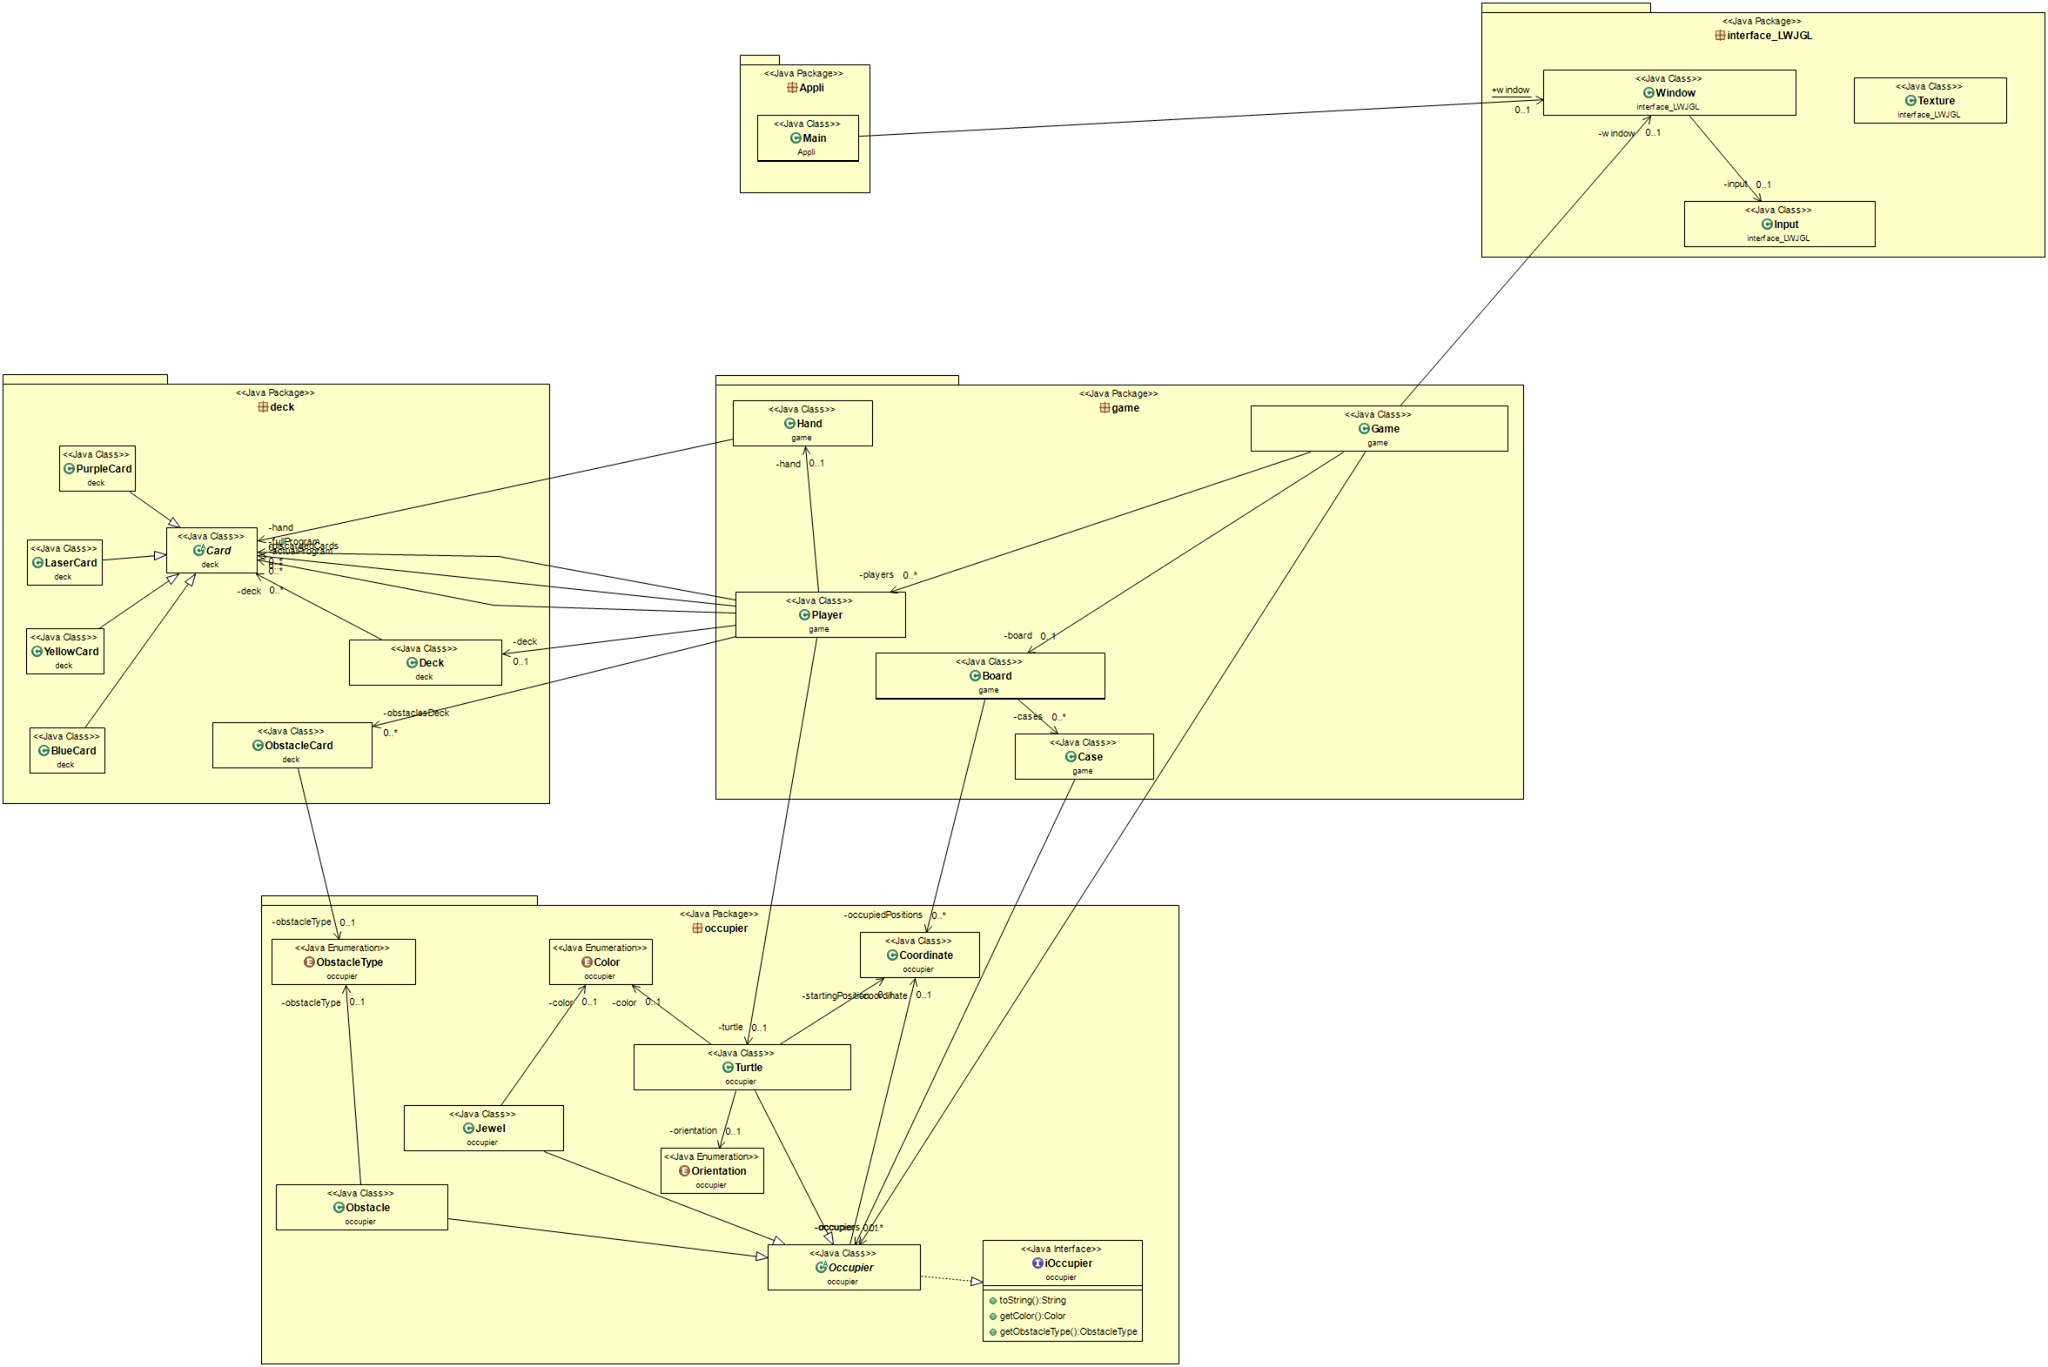 <<Java Package>>
interface_LWJGL
<<Java Class>>
Window
interface_LWJGL
<<Java Class>>
Texture
interface_LWJGL
+window
0..1
-window
0..1
-input
0..1
<<Java Class>>
Input
interface_LWJGL
<<Java Package>>
Appli
<<Java Class>>
Main
Appli
<<Java Package>>
deck
<<Java Class>>
PurpleCard
deck
<<Java Class>>
LaserCard
deck
<<Java Class>>
Card
deck
-hand
-fullProgram
-actualProgram
0..*
-deck
0..*
<<Java Class>>
YellowCard
deck
<<Java Class>>
Deck
deck
<<Java Class>>
BlueCard
deck
<<Java Class>>
ObstacleCard
deck
-deck
0..1
-obstaclesDeck
0..*
<<Java Package>>
game
<<Java Class>>
Hand
game
-hand
0..1
<<Java Class>>
Game
game
-players
0..*
<<Java Class>>
Player
game
-board
0..1
<<Java Class>>
Board
game
-cases
0..*
<<Java Class>>
Case
game
<<Java Package>>
occupier
-obstacleType
0..1
<<Java Enumeration>>
ObstacleType
occupier
-obstacleType
0..1
<<Java Enumeration>>
Color
occupier
-color
0..1
-color
0..1
-occupiedPositions
0..*
<<Java Class>>
Coordinate
occupier
-startingPosition
-coordinate
0..1
-turtle
0..1
<<Java Class>>
Turtle
occupier
<<Java Class>>
Jewel
occupier
-orientation
0..1
<<Java Enumeration>>
Orientation
occupier
<<Java Class>>
Obstacle
occupier
-occupiers
<<Java Class>>
Occupier
occupier
<<Java Interface>>
iOccupier
occupier
toString():String
getColor():Color
getObstacleType():ObstacleType